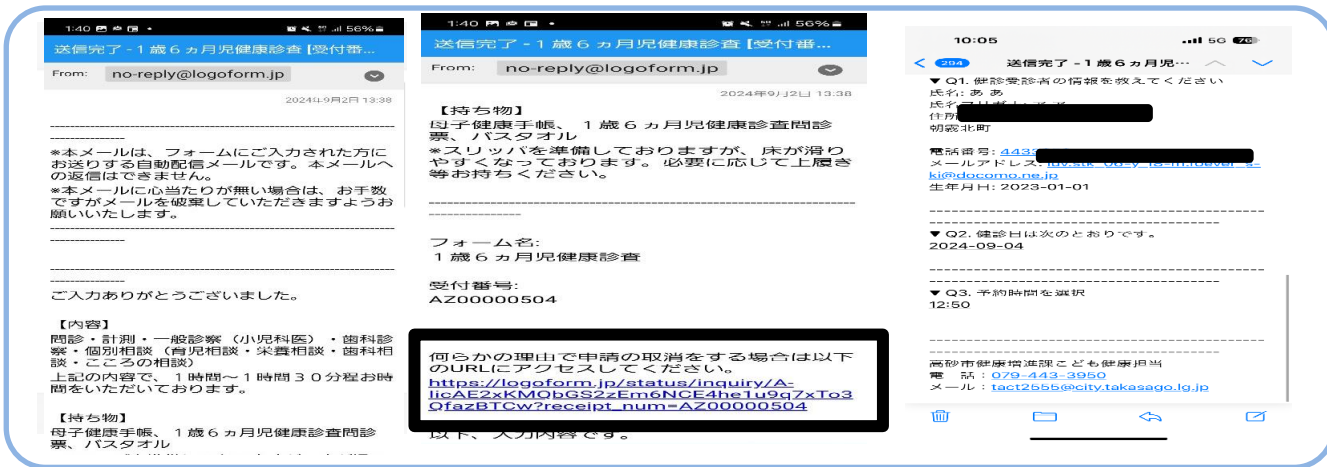 1:40
56%
送信完了 - 1 歳６ヵ月児健康診査 [受付番...
From: no-reply@logoform.jp
2024年9月2日 13:38
*本メールは、フォームにご入力された方に
お送りする自動配信メールです。本メールへ
の返信はできません。
*本メールに心当たりが無い場合は、お手数
ですがメールを破棄していただきますようお
願いいたします。
ご入力ありがとうございました。
【内容】
問診・計測・一般診察（小児科医）・歯科診
察・個別相談（育児相談・栄養相談・歯科相
談・こころの相談）
上記の内容で、１時間～１時間３０分程お時
間をいただいております。
【持ち物】
母子健康手帳、１歳６ヵ月児健康診査問診
票、バスタオル
1:40
56%
送信完了 - 1 歳６ヵ月児健康診査 [受付番...
From: no-reply@logoform.jp
2024年9月2日 13:38
【持ち物】
母子健康手帳、１歳６ヵ月児健康診査問診
票、バスタオル
*スリッパを準備しておりますが、床が滑り
やすくなっております。必要に応じて上履き
等お持ちください。
フォーム名:
１歳６ヵ月児健康診査
受付番号:
AZ00000504
何らかの理由で申請の取消をする場合は以下
のURLにアクセスしてください。
https://logoform.jp/status/inquiry/A-
licAE2xKMQbGS2zEm6NCE4he1u9q7xTo3
QfazBTCw?receipt_num=AZ00000504
以下、入力内容です。
10:05
5G 76
294 送信完了 - 1 歳６ヵ月児…
▼ Q1. 健診受診者の情報を教えてください
氏名: あ あ
住所
朝霧北町
電話番号: 443
メールアドレス:
ki@docomo.ne.jp
生年月日: 2023-01-01
▼ Q2. 健診日は次のとおりです。
2024-09-04
▼ Q3. 予約時間を選択
12:50
高砂市健康増進課こども健康担当
電　話：079-443-3950
メール：tact2555@city.takasago.lg.jp